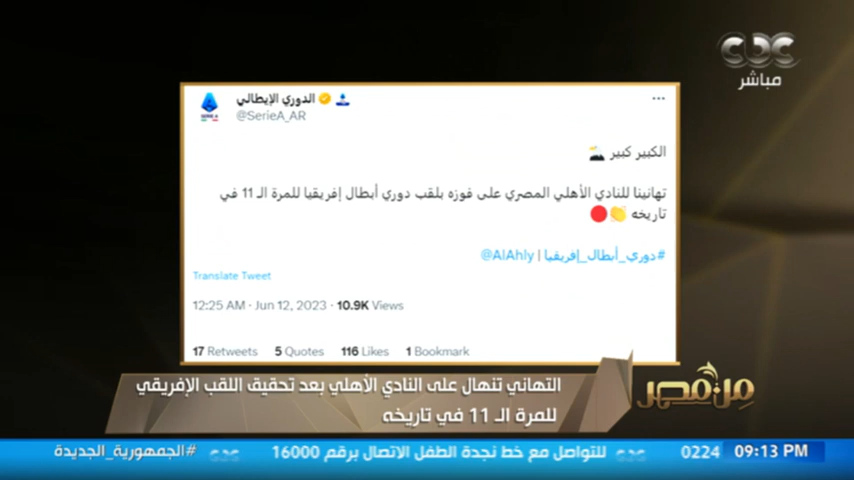 CBC
مباشر
الدوري الإيطالي
@SerieA_AR
SERIE A
الكبير كبير
تهانينا للنادي الأهلي المصري على فوزه بلقب دوري أبطال إفريقيا للمرة الـ 11 في
تاريخه
#دوري_أبطال_إفريقيا | @AlAhly
Translate Tweet
12:25 AM · Jun 12, 2023 · 10.9K Views
17 Retweets 5 Quotes 116 Likes 1 Bookmark
التهاني تنهال على النادي الأهلي بعد تحقيق اللقب الإفريقي
للمرة الـ 11 في تاريخه
من مصر
#الجمهورية_الجديدة CBC للتواصل مع خط نجدة الطفل الاتصال برقم 16000 CBC 0224 09:13 PM